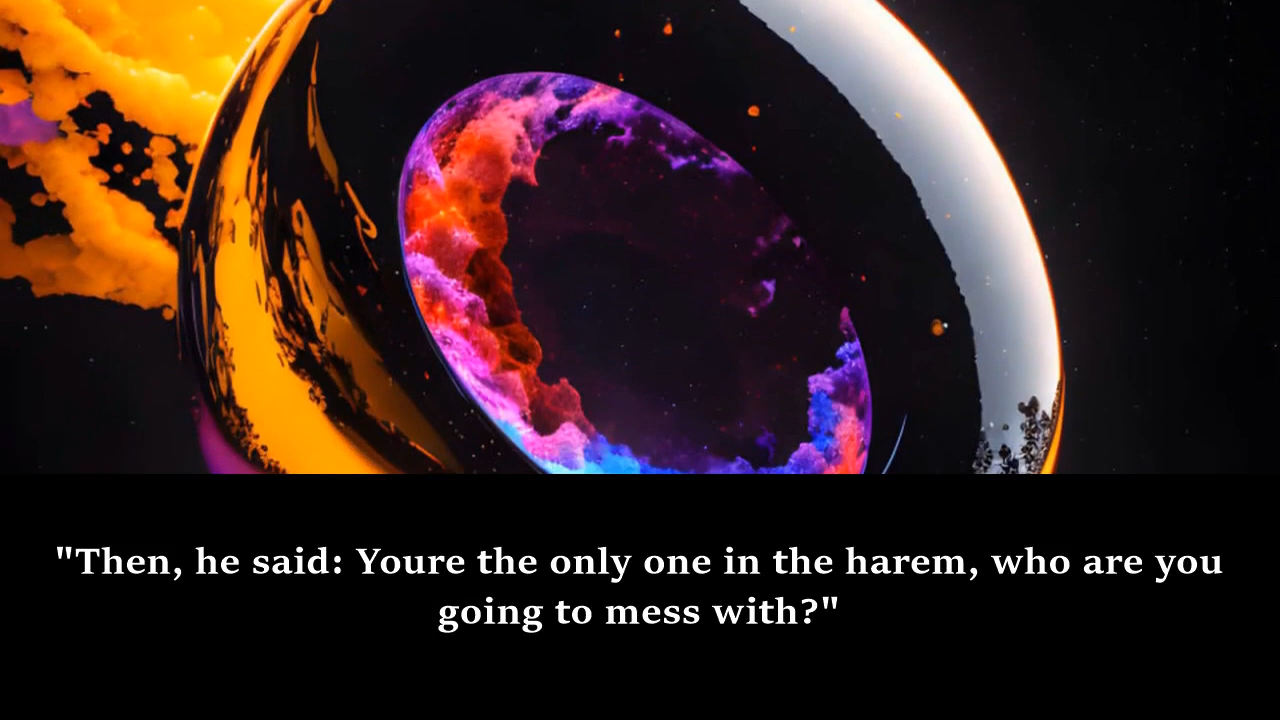 "Then, he said: Youre the only one in the harem, who are you
going to mess with?"